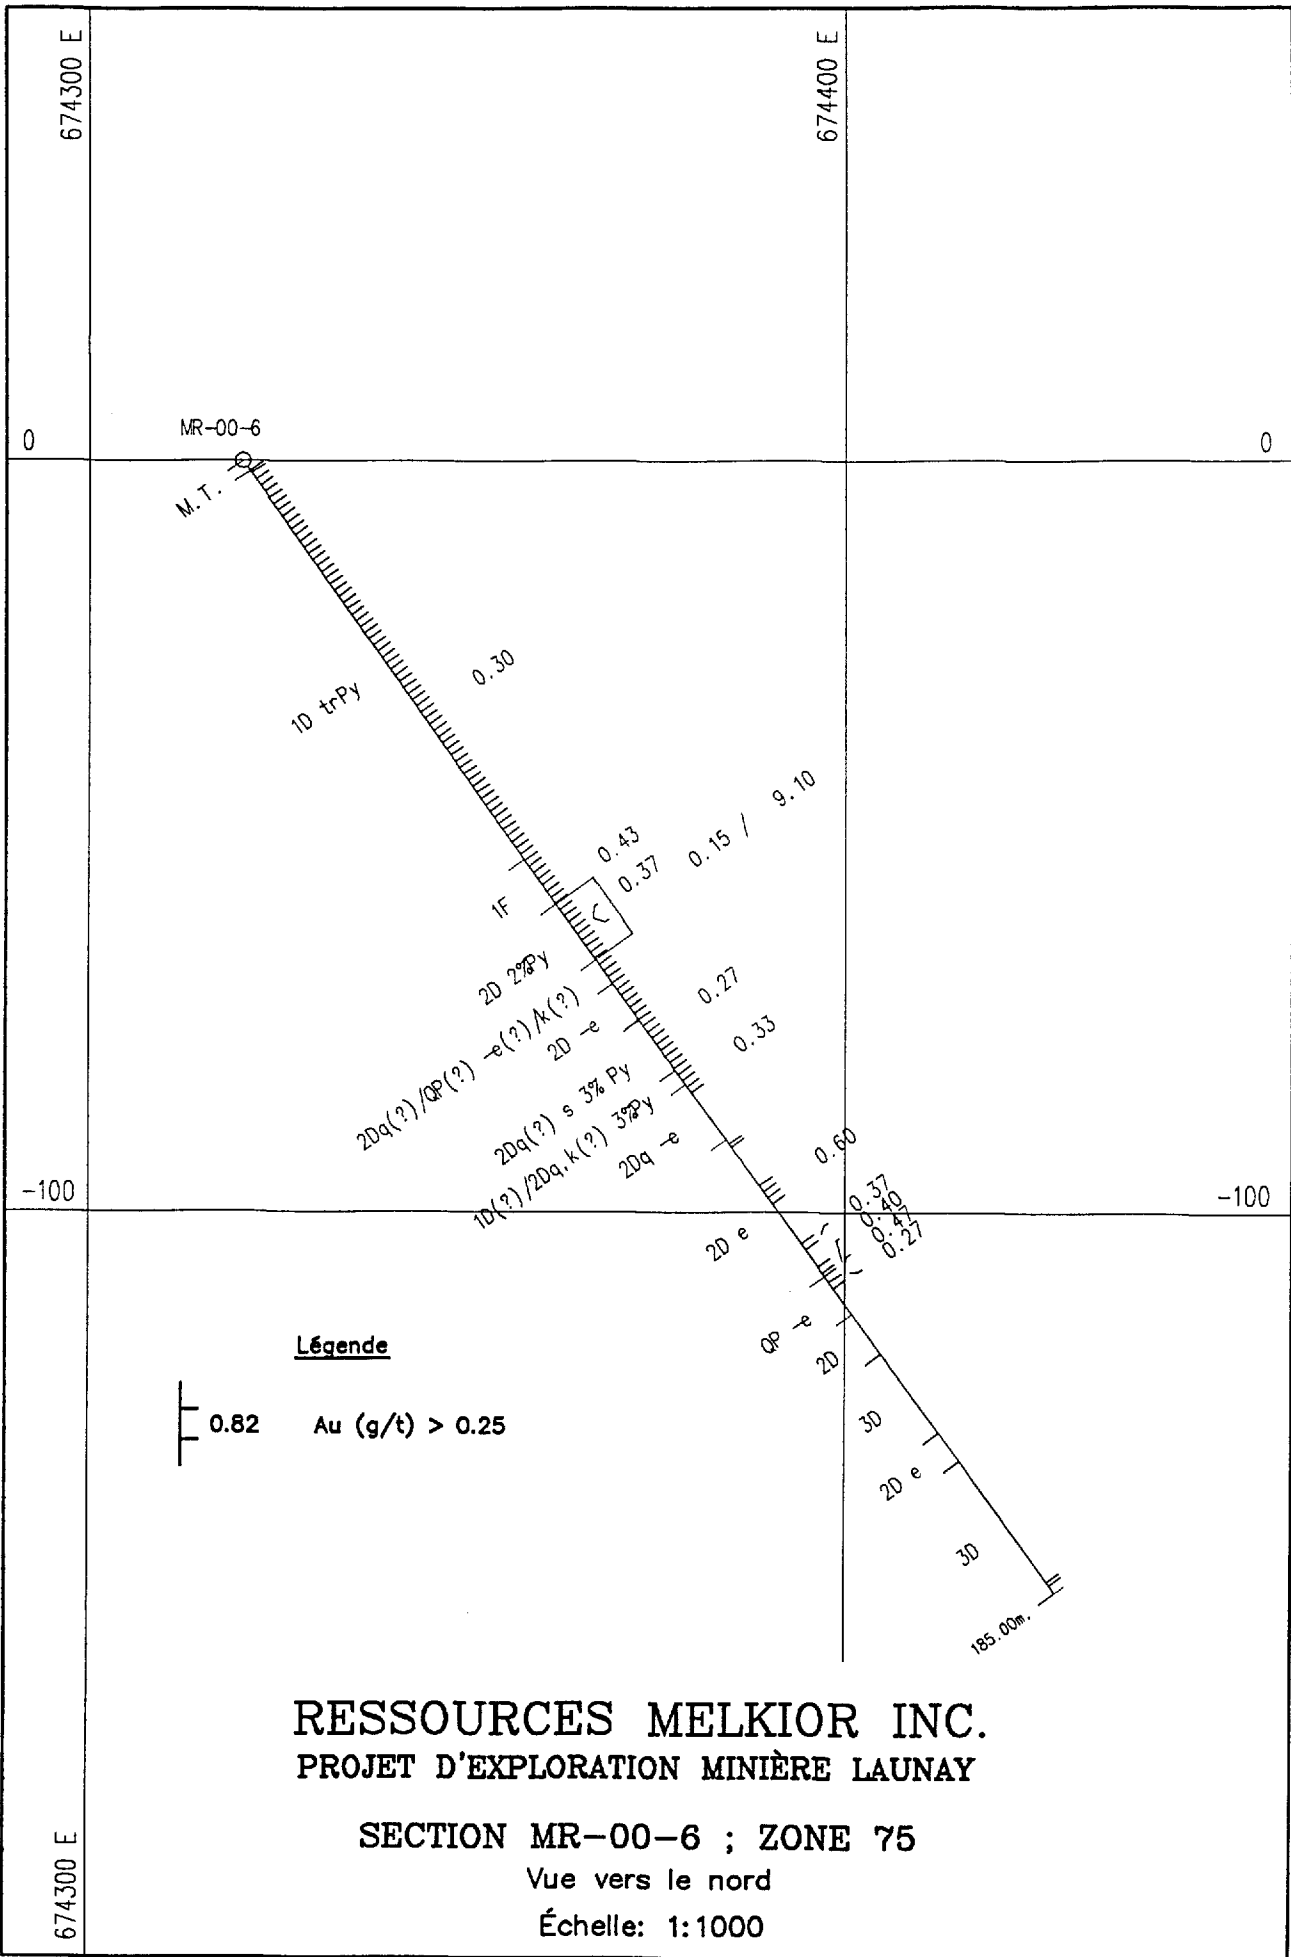 674300 E
674400 E
MR-00-6
0
0
M.T.
0.30
1D trPy
9.10
0.15 /
0.43
0.37
1F
2D 2%Py
0.27
2Dq(?)/QP(?) -e(?)/k(?)
2D -e
0.33
2Dq(?) s 3% Py
1D(?)/2Dq,k(?) 3%Py
2Dq -e
0.60
-100
-100
0.37
0.40
0.47
0.27
2D e
QP -e
2D
3D
2D e
3D
185.00m.
Légende
0.82 Au (g/t) > 0.25
RESSOURCES MELKIOR INC.
PROJET D'EXPLORATION MINIÈRE LAUNAY
SECTION MR-00-6 ; ZONE 75
Vue vers le nord
Échelle: 1:1000
674300 E